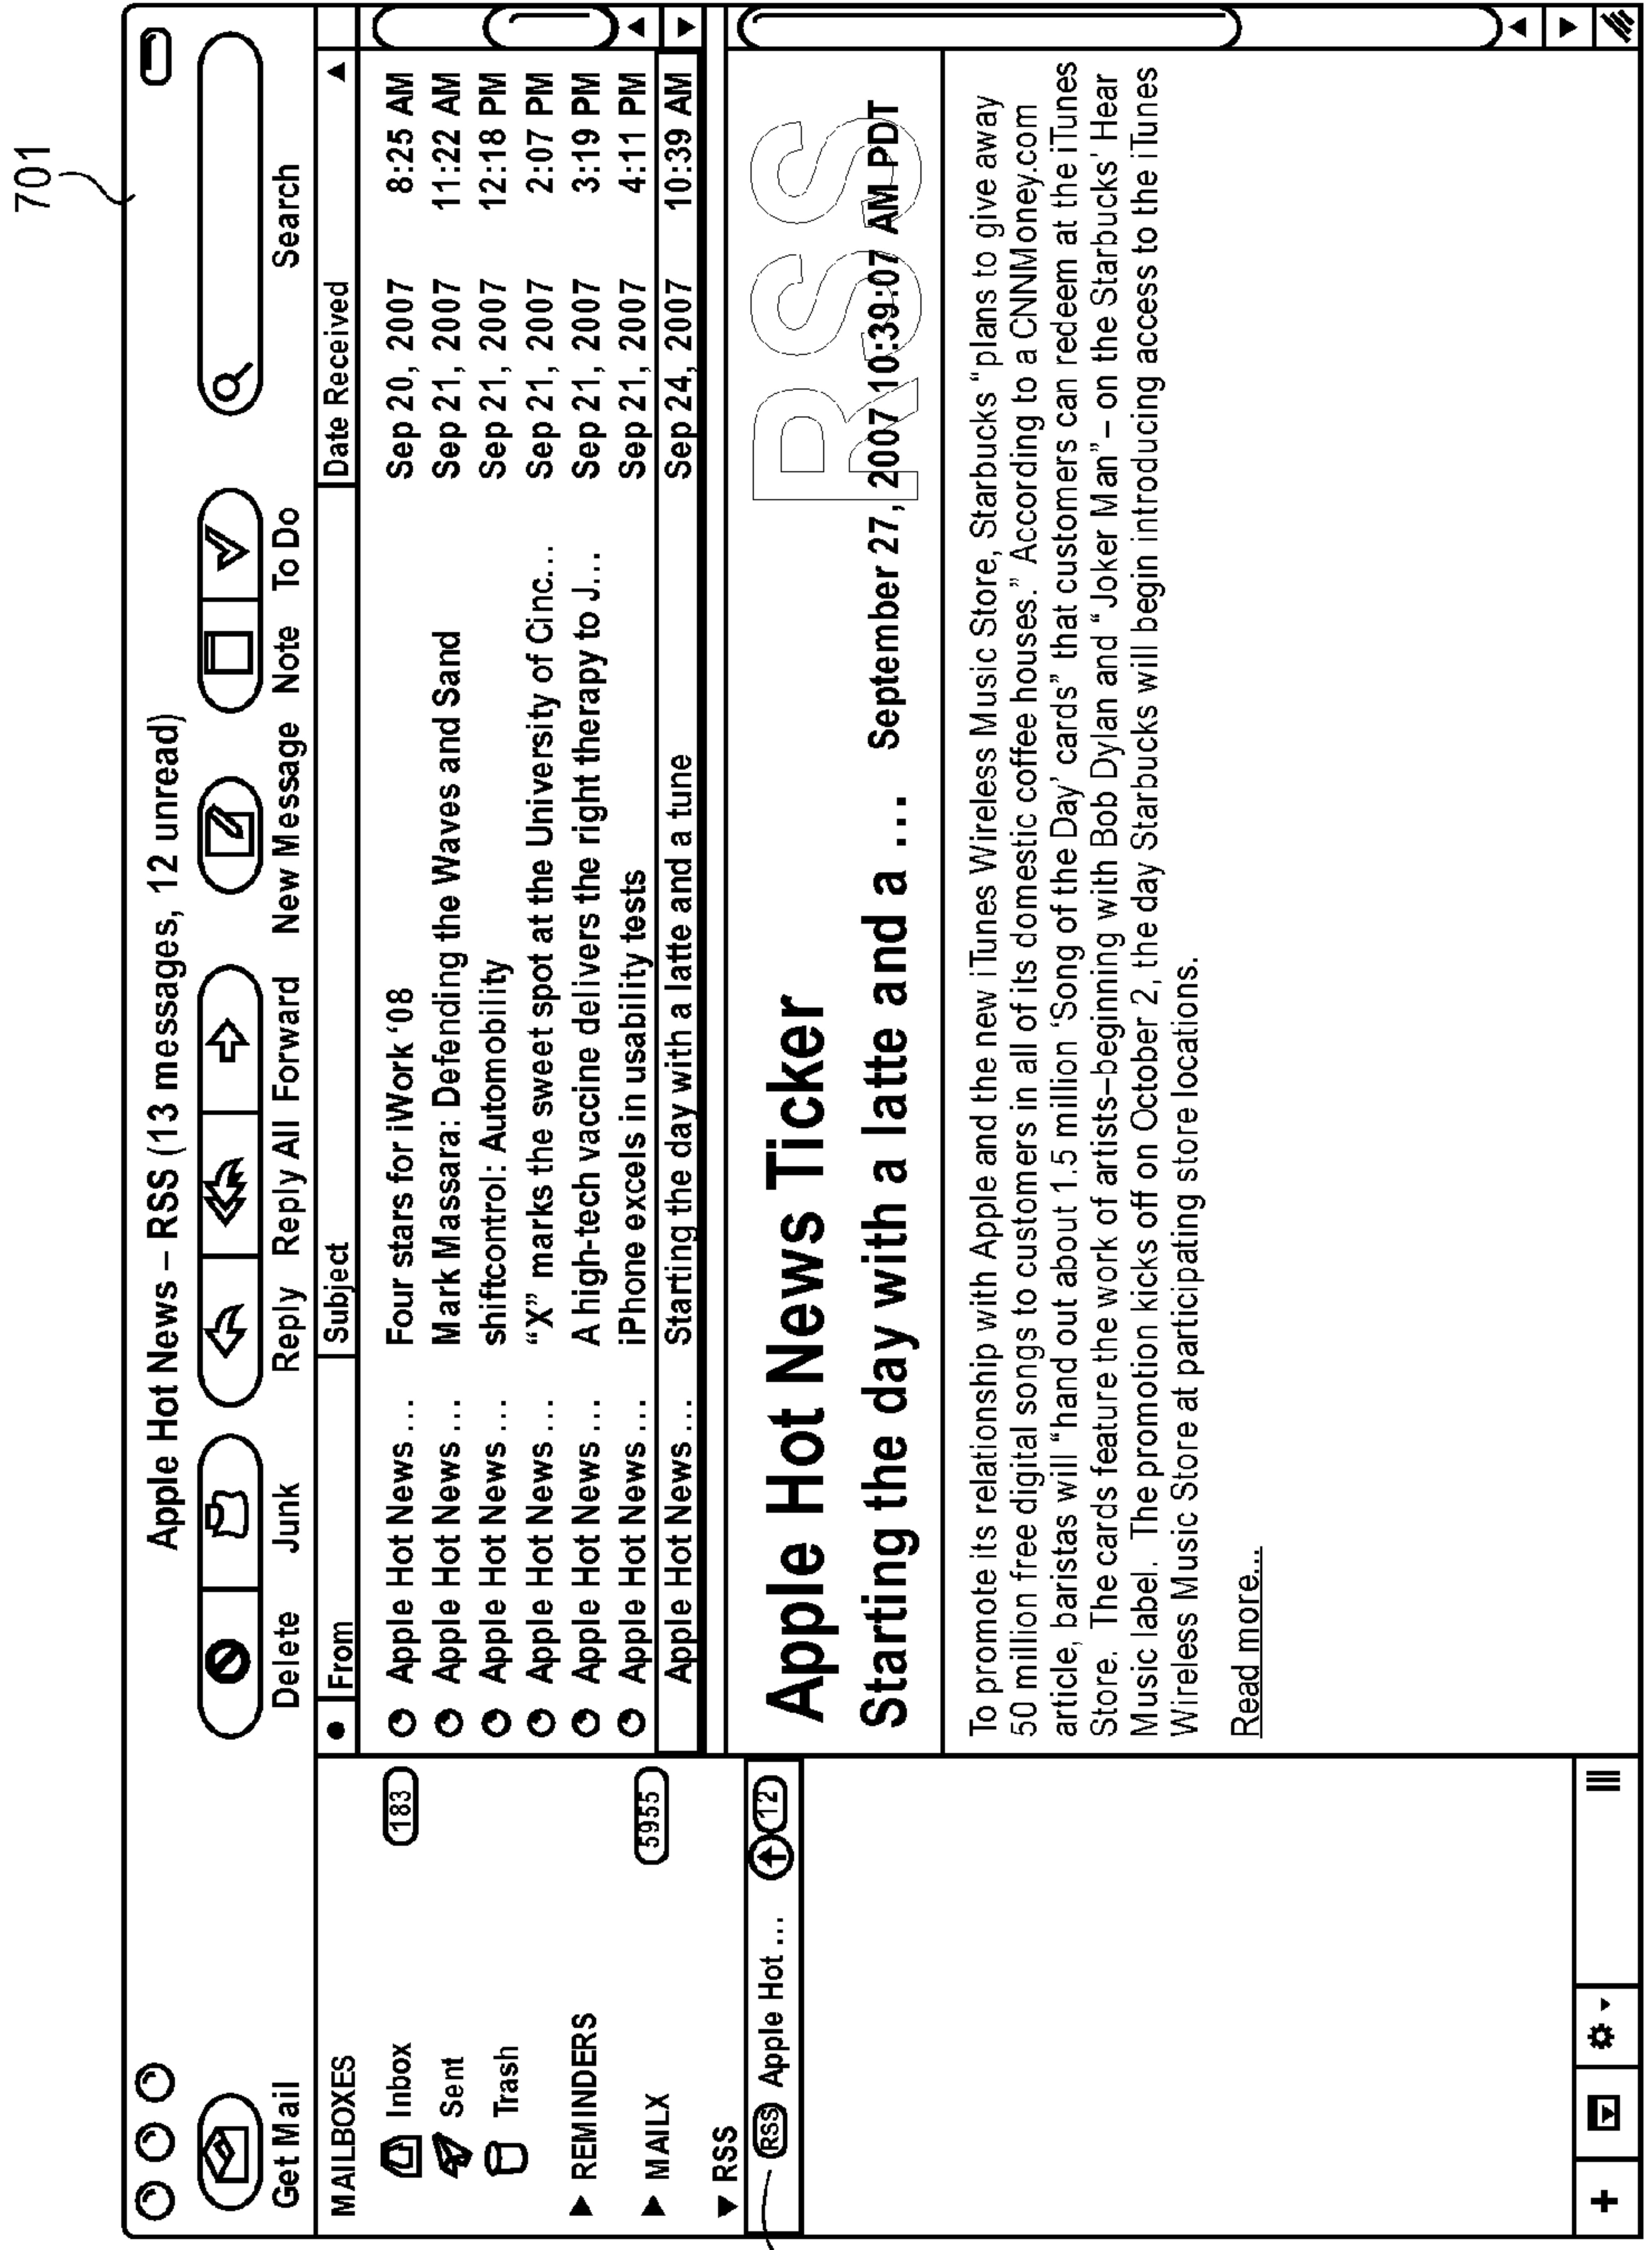 701
Apple Hot News – RSS (13 messages, 12 unread)
Get Mail Delete Junk Reply Reply All Forward New Message Note To Do Search
MAILBOXES
Inbox 183
Sent
Trash
▶ REMINDERS
▶ MAILX 5955
▼ RSS
RSS Apple Hot ... 12
● From Subject Date Received ▲
Apple Hot News ... Four stars for iWork ‘08 Sep 20, 2007 8:25 AM
Apple Hot News ... Mark Massara: Defending the Waves and Sand Sep 21, 2007 11:22 AM
Apple Hot News ... shiftcontrol: Automobility Sep 21, 2007 12:18 PM
Apple Hot News ... “X” marks the sweet spot at the University of Cinc... Sep 21, 2007 2:07 PM
Apple Hot News ... A high-tech vaccine delivers the right therapy to J... Sep 21, 2007 3:19 PM
Apple Hot News ... iPhone excels in usability tests Sep 21, 2007 4:11 PM
Apple Hot News ... Starting the day with a latte and a tune Sep 24, 2007 10:39 AM
Apple Hot News Ticker
RSS
Starting the day with a latte and a ... September 27, 2007 10:39:07 AM PDT
To promote its relationship with Apple and the new iTunes Wireless Music Store, Starbucks “plans to give away
50 million free digital songs to customers in all of its domestic coffee houses.” According to a CNNMoney.com
article, baristas will “hand out about 1.5 million ‘Song of the Day’ cards” that customers can redeem at the iTunes
Store. The cards feature the work of artists–beginning with Bob Dylan and “Joker Man” – on the Starbucks’ Hear
Music label. The promotion kicks off on October 2, the day Starbucks will begin introducing access to the iTunes
Wireless Music Store at participating store locations.
Read more...